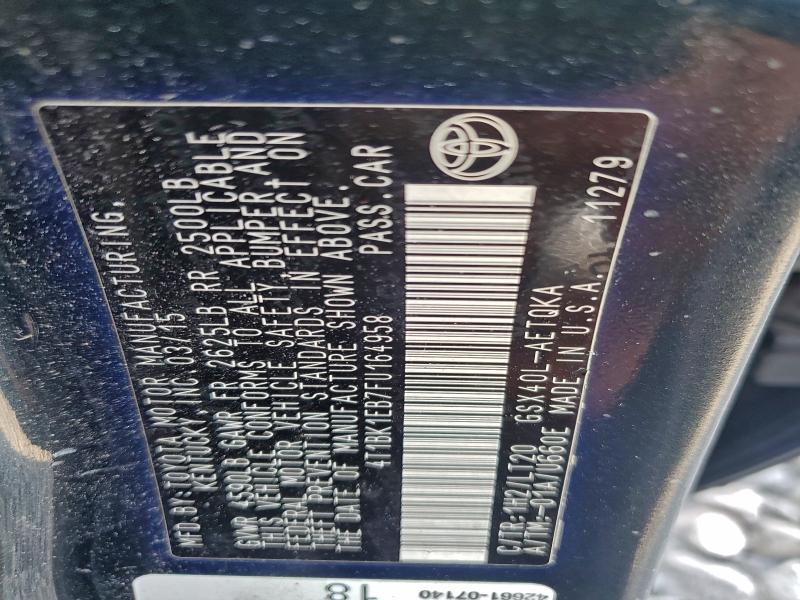 MFD.BY:TOYOTA MOTOR MANUFACTURING,
KENTUCKY, INC 03/15
GWR 4590LB GAWR FR 2625LB RR 2500LB
THIS VEHICLE CONFORMS TO ALL APPLICABLE
FEDERAL MOTOR VEHICLE SAFETY, BUMPER, AND
THEFT PREVENTION STANDARDS IN EFFECT ON
THE DATE OF MANUFACTURE SHOWN ABOVE.
4T1BK1EB7FU164958 PASS.CAR
C/TR:1H2/LT20 GSX40L-AETQKA
A/TM:-01A/U660E MADE IN U.S.A. 11279
18
42661-07140